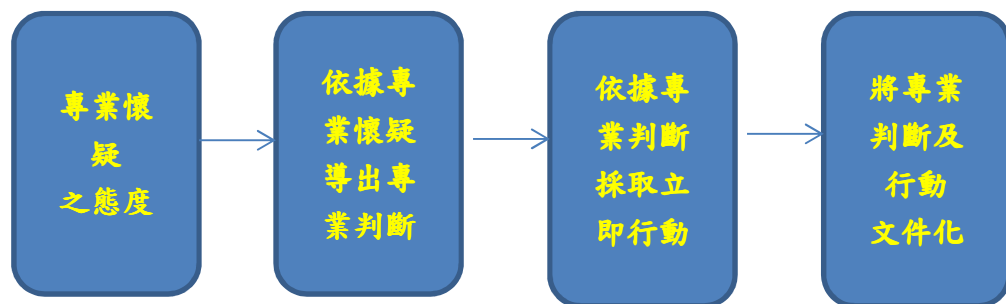 專業懷
疑
之態度
依據專
業懷疑
導出專
業判斷
依據專
業判斷
採取立
即行動
將專業
判斷及
行動
文件化